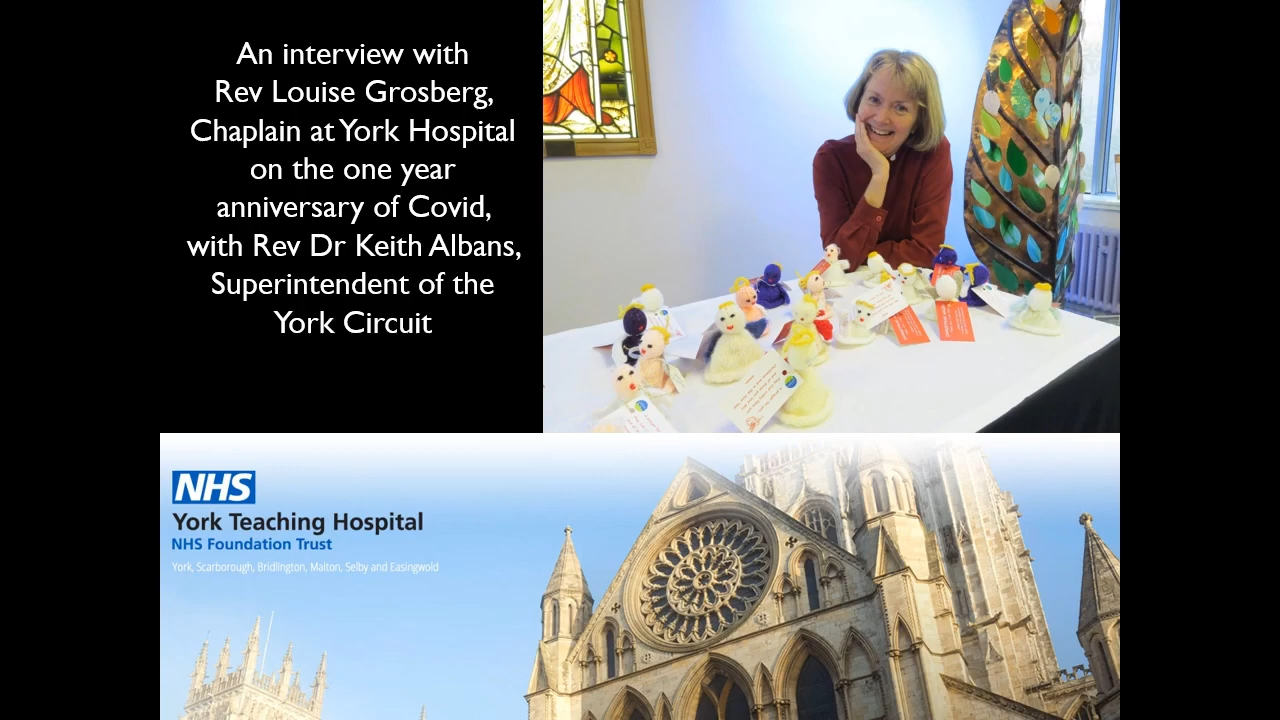 An interview with
Rev Louise Grosberg,
Chaplain at York Hospital
on the one year
anniversary of Covid,
with Rev Dr Keith Albans,
Superintendent of the
York Circuit
NHS
York Teaching Hospital
NHS Foundation Trust
York, Scarborough, Bridlington, Malton, Selby and Easingwold